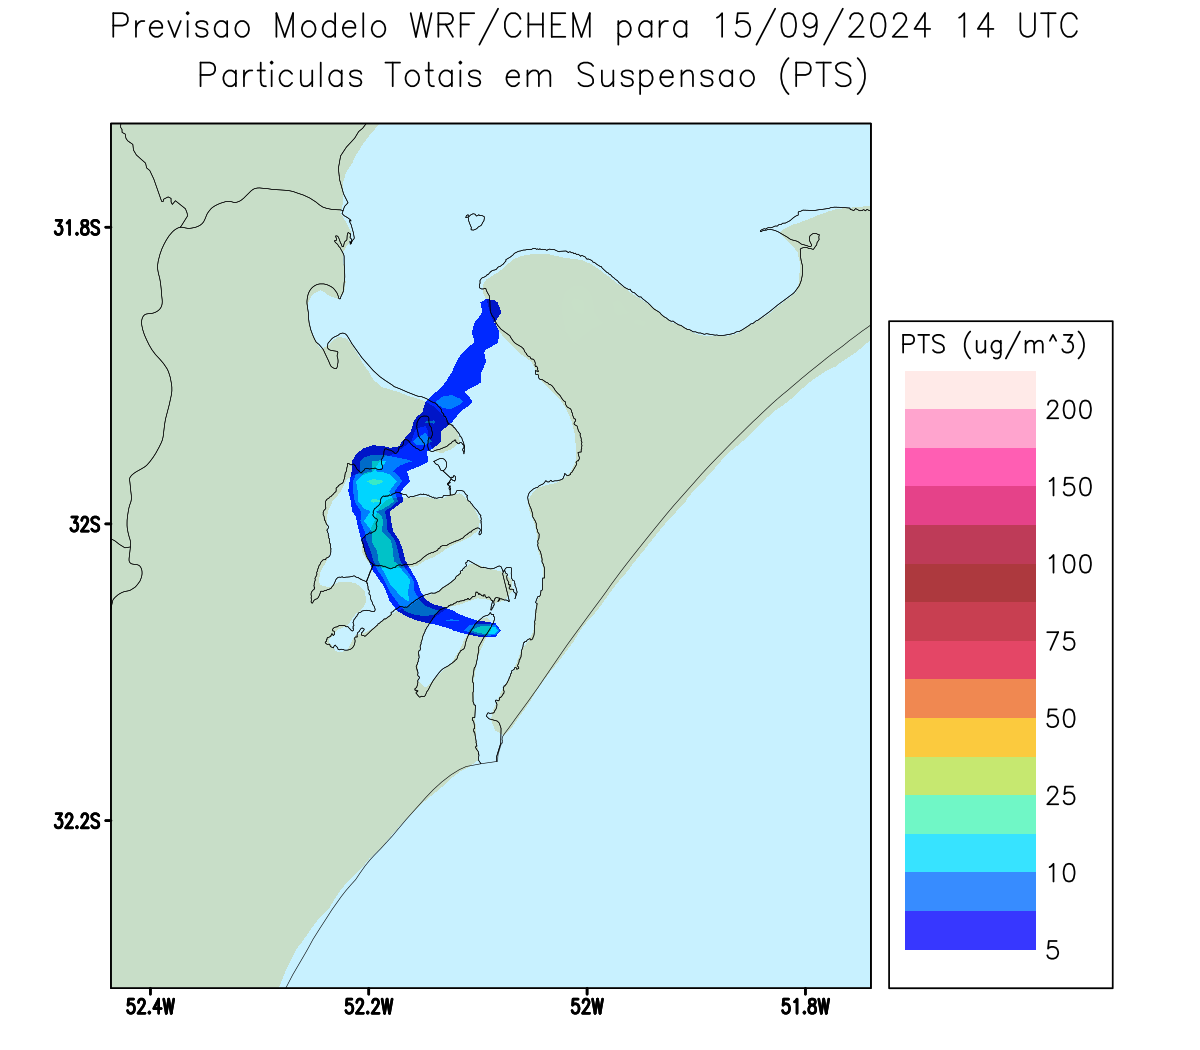 Previsao Modelo WRF/CHEM para 15/09/2024 14 UTC
Particulas Totais em Suspensao (PTS)
31.8S
32S
32.2S
52.4W 52.2W 52W 51.8W
PTS (ug/m^3)
200
150
100
75
50
25
10
5